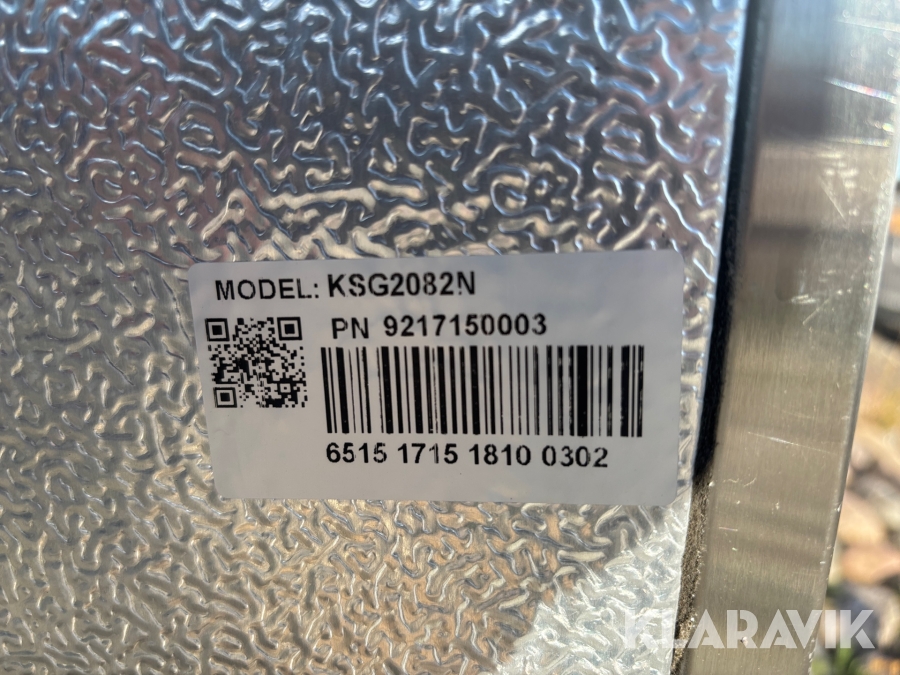 MODEL: KSG2082N
PN 9217150003
6515 1715 1810 0302
KLARAVIK